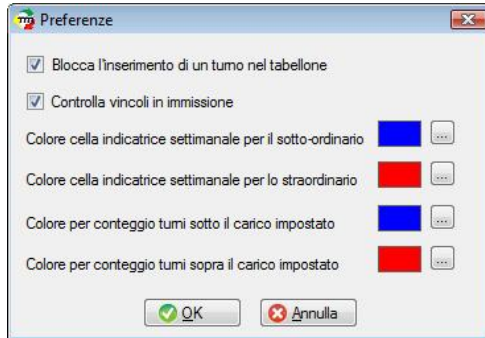 Preferenze
Blocca l'inserimento di un turno nel tabellone
Controlla vincoli in immissione
Colore cella indicatrice settimanale per il sotto-ordinario
...
Colore cella indicatrice settimanale per lo straordinario
...
Colore per conteggio turni sotto il carico impostato
...
Colore per conteggio turni sopra il carico impostato
...
OK
Annulla